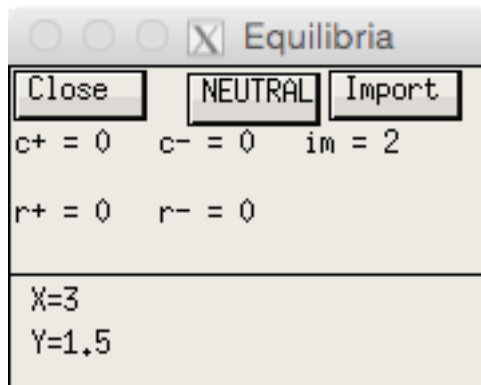 X Equilibria
Close NEUTRAL Import
c+ = 0 c- = 0 im = 2
r+ = 0 r- = 0
X=3
Y=1.5